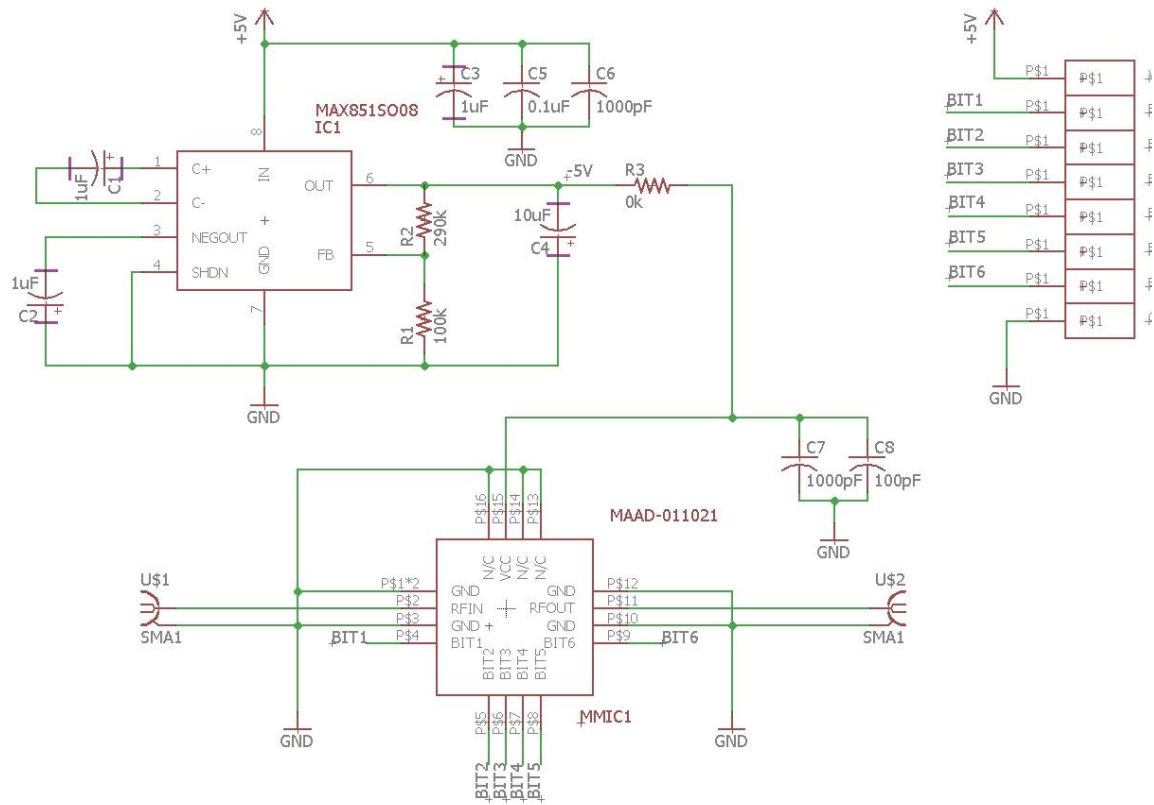 +5V
C3
1uF
C5
0.1uF
C6
1000pF
GND
MAX851SO08
IC1
8
IN
1
C+
2
C-
3
NEGOUT
4
SHDN
OUT
6
FB
5
GND
7
1uF
C1
1uF
C2
R2
290k
R1
100k
10uF
C4
-5V
R3
0k
GND
+5V
P$1
P$1
BIT1
P$1
P$1
BIT2
P$1
P$1
BIT3
P$1
P$1
BIT4
P$1
P$1
BIT5
P$1
P$1
BIT6
P$1
P$1
P$1
P$1
GND
C7
1000pF
C8
100pF
GND
MAAD-011021
P$16
P$15
P$14
P$13
N/C
VCC
N/C
N/C
U$1
SMA1
P$1*2
GND
P$2
RFIN
P$3
GND
BIT1
P$4
BIT1
GND
P$12
RFOUT
P$11
GND
P$10
BIT6
P$9
BIT6
U$2
SMA1
BIT2
BIT3
BIT4
BIT5
P$5
P$6
P$7
P$8
BIT2
BIT3
BIT4
BIT5
MMIC1
GND
GND